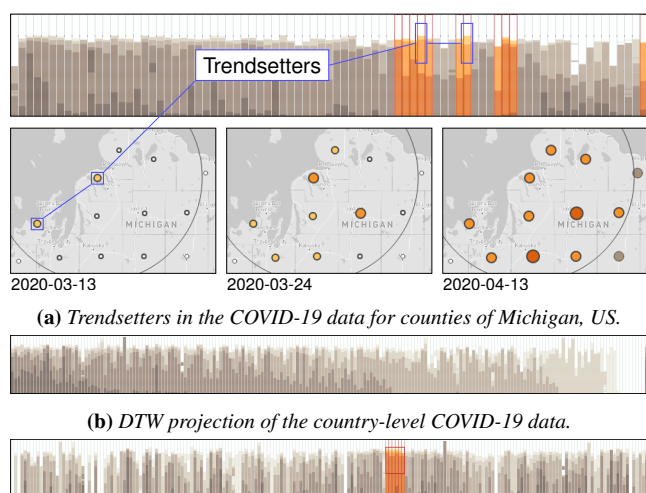 Trendsetters
MICHIGAN
MICHIGAN
MICHIGAN
2020-03-13
2020-03-24
2020-04-13
(a) Trendsetters in the COVID-19 data for counties of Michigan, US.
(b) DTW projection of the country-level COVID-19 data.